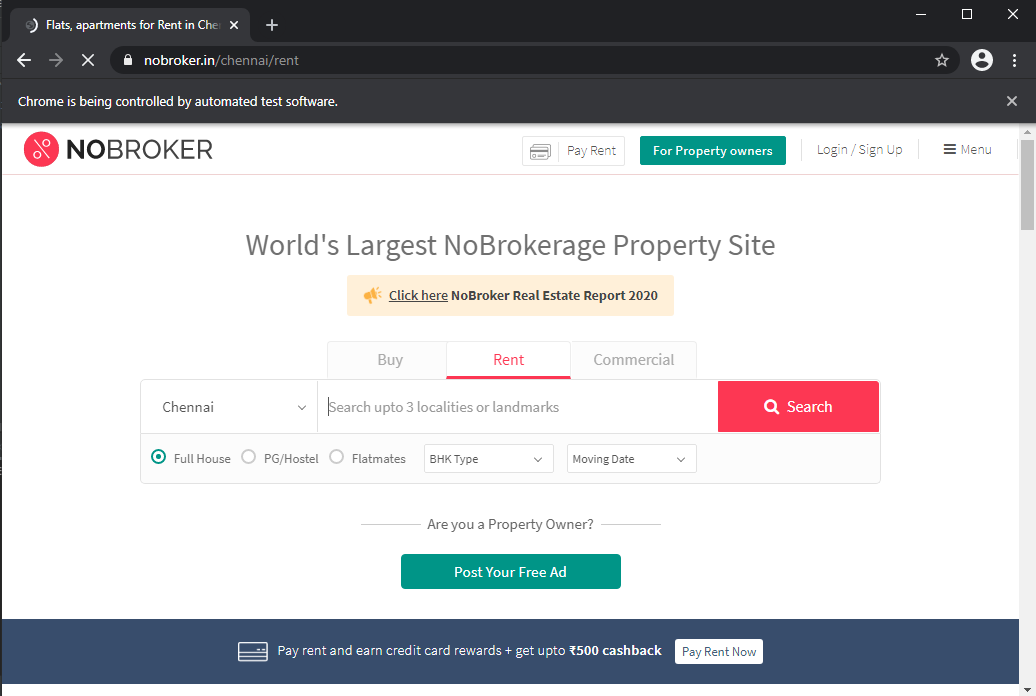 Flats, apartments for Rent in Che
nobroker.in/chennai/rent
Chrome is being controlled by automated test software.
NOBROKER
Pay Rent
For Property owners
Login / Sign Up
Menu
World's Largest NoBrokerage Property Site
Click here NoBroker Real Estate Report 2020
Buy
Rent
Commercial
Chennai
Search upto 3 localities or landmarks
Search
Full House
PG/Hostel
Flatmates
BHK Type
Moving Date
Are you a Property Owner?
Post Your Free Ad
Pay rent and earn credit card rewards + get upto ₹500 cashback
Pay Rent Now